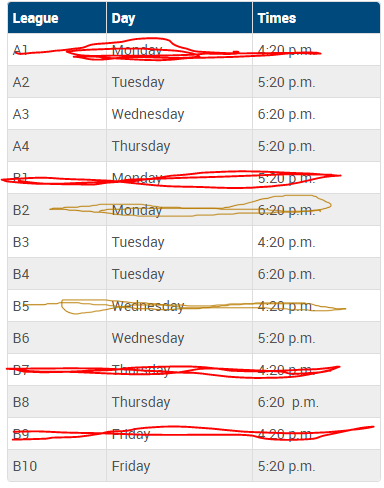 League Day Times
A1 Monday 4:20 p.m.
A2 Tuesday 5:20 p.m.
A3 Wednesday 6:20 p.m.
A4 Thursday 5:20 p.m.
B1 Monday 5:20 p.m.
B2 Monday 6:20 p.m.
B3 Tuesday 4:20 p.m.
B4 Tuesday 6:20 p.m.
B5 Wednesday 4:20 p.m.
B6 Wednesday 5:20 p.m.
B7 Thursday 4:20 p.m.
B8 Thursday 6:20 p.m.
B9 Friday 4:20 p.m.
B10 Friday 5:20 p.m.